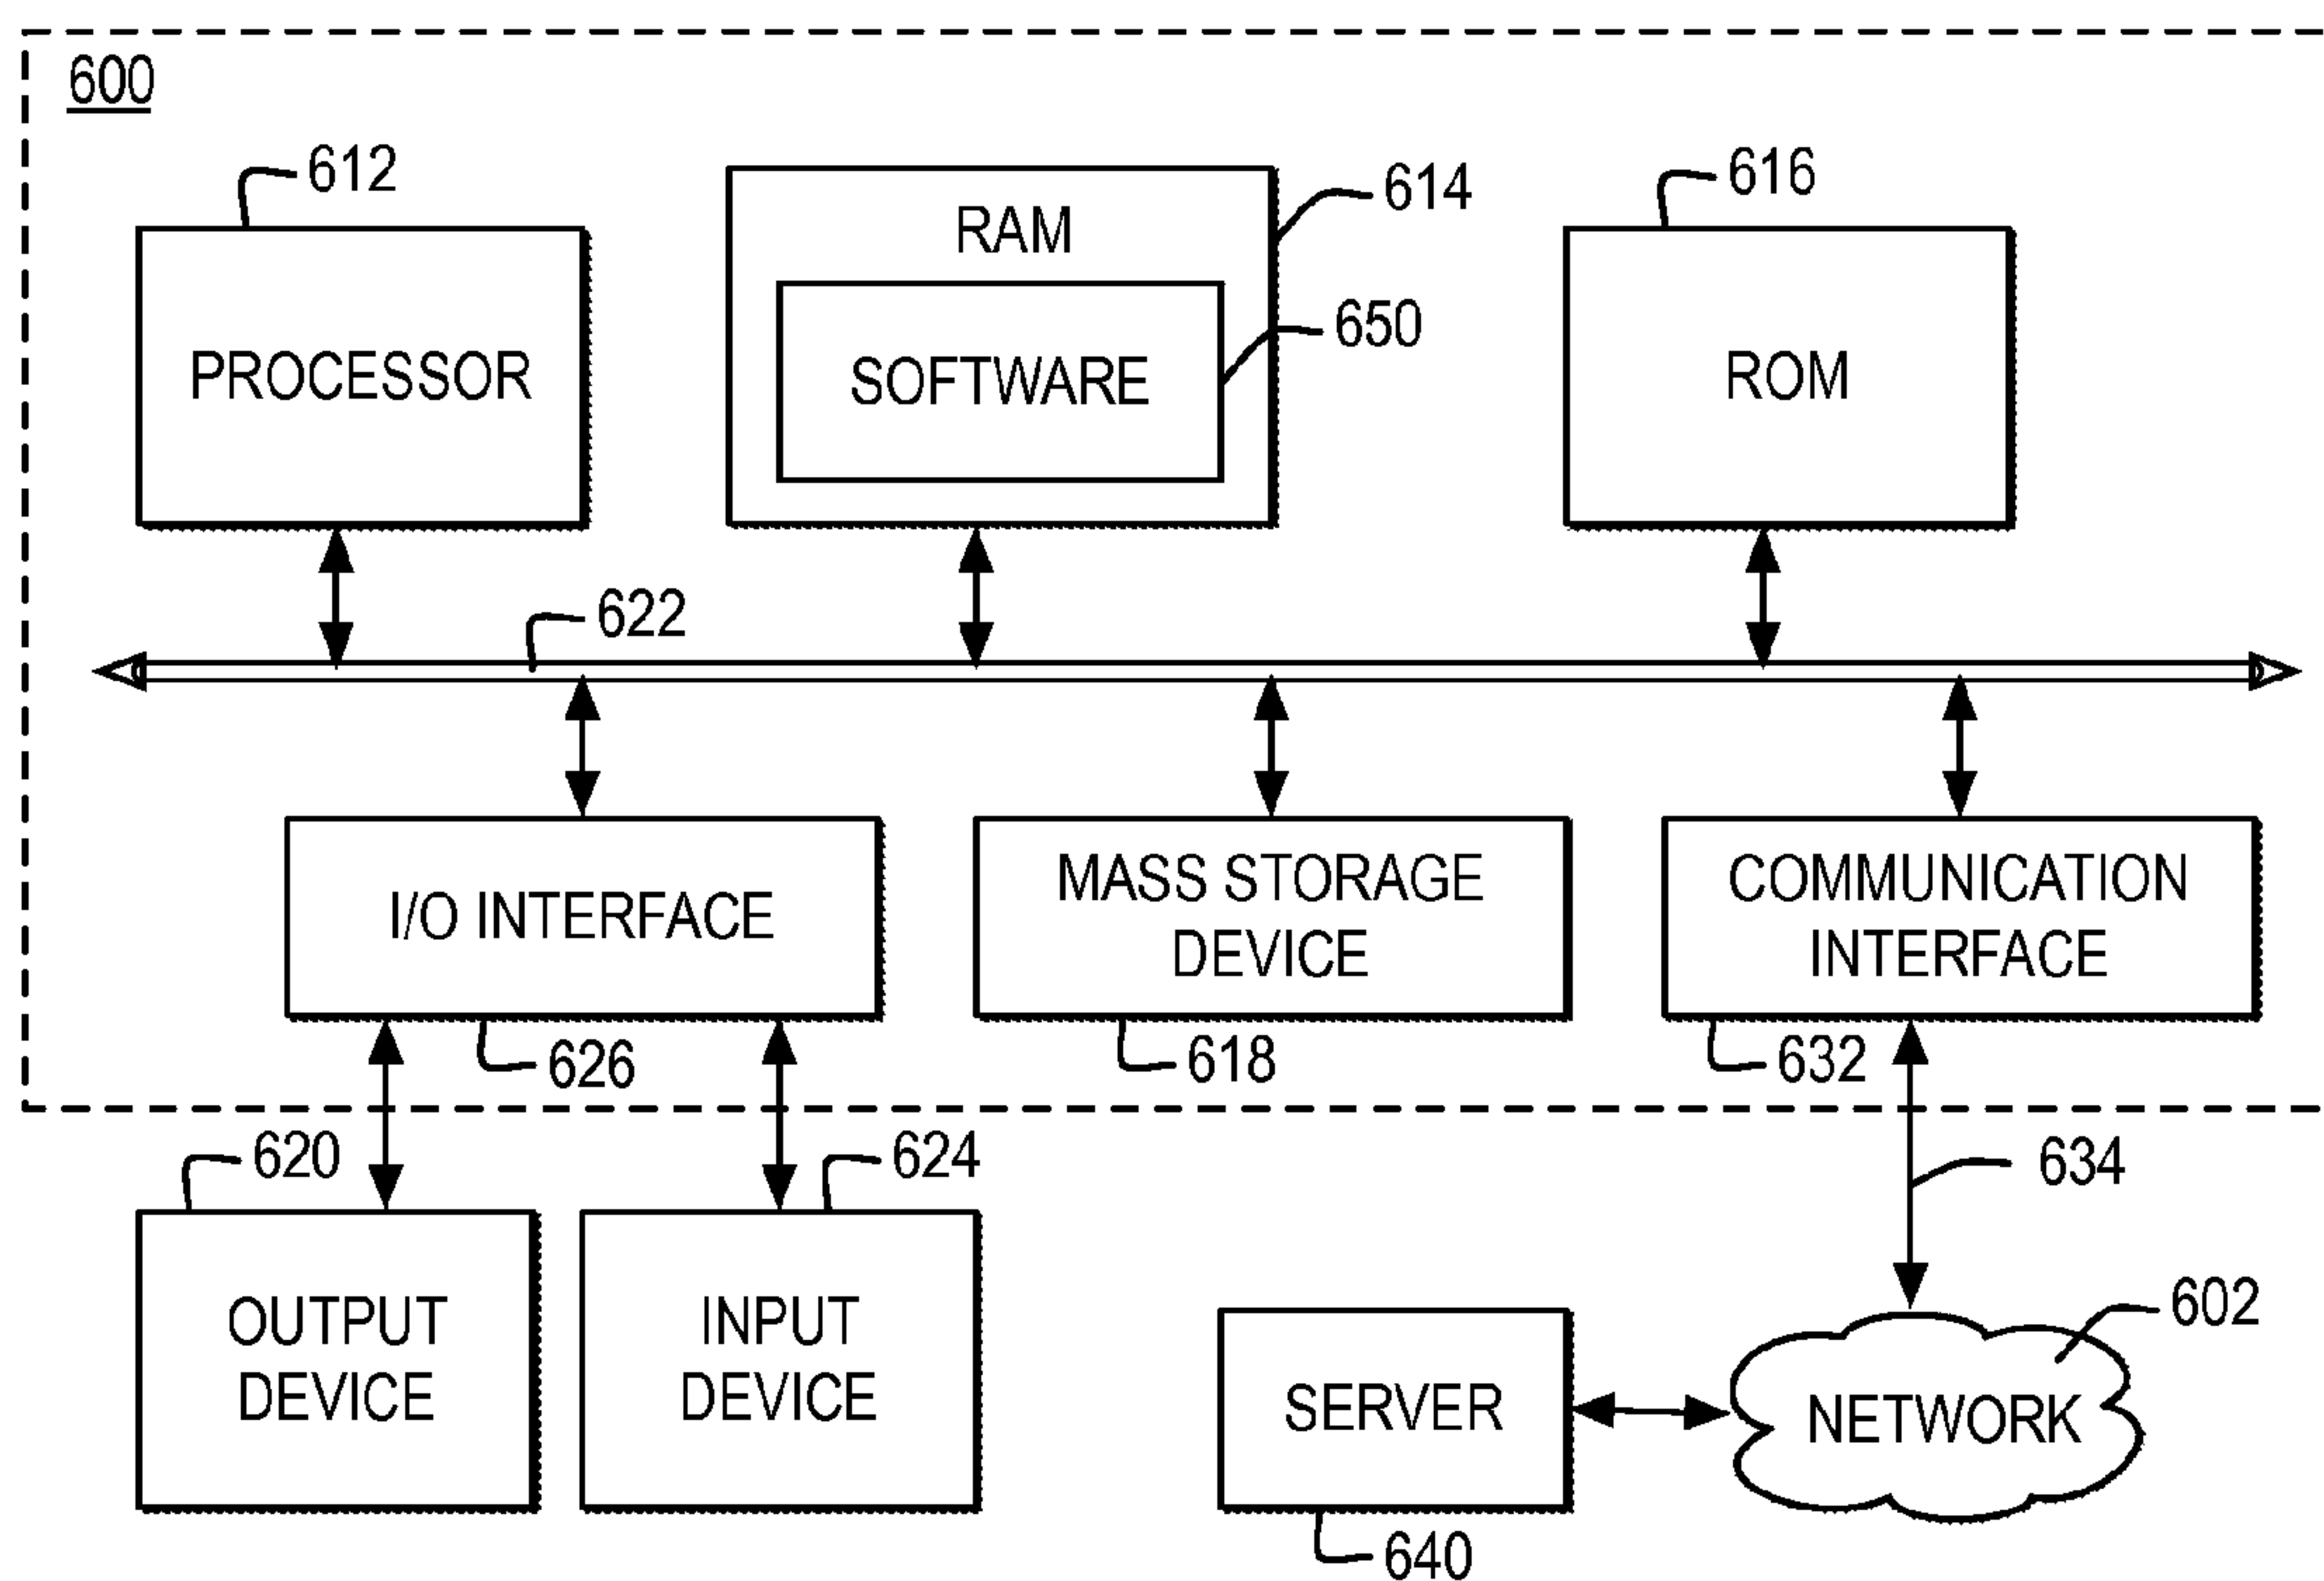 600
612
614
616
RAM
650
PROCESSOR
SOFTWARE
ROM
622
I/O INTERFACE
MASS STORAGE
DEVICE
COMMUNICATION
INTERFACE
626
618
632
620
624
634
OUTPUT
DEVICE
INPUT
DEVICE
602
SERVER
NETWORK
640